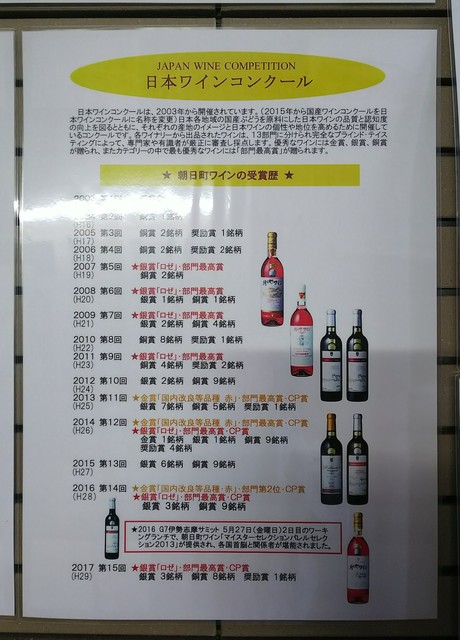 JAPAN WINE COMPETITION
日本ワインコンクール
日本ワインコンクールは、2003年から開催されています。(2015年から国産ワインコンクールを日
本ワインコンクールに名称を変更)日本各地域の国産ぶどうを原料にした日本ワインの品質と認知度
の向上を図るとともに、それぞれの産地のイメージと日本ワインの個性や地位を高めるために開催して
いるコンクールです。各ワイナリーから出品されたワインは、13部門に分けられ完全なブラインド・テイス
ティングによって、専門家や有識者が厳正に審査し採点します。優秀なワインには金賞、銀賞、銅賞
が贈られ、またカテゴリーの中で最も優秀なワインには「部門最高賞」が贈られます。
★ 朝日町ワインの受賞歴 ★
(H16)
2005 第3回 銅賞 2銘柄 奨励賞 1銘柄
(H17)
2006 第4回 銅賞 2銘柄 奨励賞 2銘柄
(H18)
2007 第5回 ★銀賞「ロゼ」・部門最高賞
(H19) 銅賞 2銘柄
2008 第6回 ★銀賞「ロゼ」・部門最高賞
(H20) 銀賞 1銘柄 銅賞 1銘柄
2009 第7回 ★銀賞「ロゼ」・部門最高賞
(H21) 銀賞 2銘柄 銅賞 4銘柄
2010 第8回 銅賞 8銘柄 奨励賞 1銘柄
(H22)
2011 第9回 ★銀賞「ロゼ」・部門最高賞
(H23) 銅賞 4銘柄 奨励賞 2銘柄
2012 第10回 銀賞 2銘柄 銅賞 9銘柄
(H24)
2013 第11回 ★金賞「国内改良等品種 赤」・部門最高賞・CP賞
(H25) 銀賞 7銘柄 銅賞 5銘柄 奨励賞 1銘柄
2014 第12回 ★金賞「国内改良等品種 赤」・部門最高賞・CP賞
(H26) ★銀賞「ロゼ」・部門最高賞・CP賞
金賞 1銘柄 銀賞 1銘柄 銅賞 9銘柄
奨励賞 4銘柄
2015 第13回 銀賞 6銘柄 銅賞 9銘柄
(H27)
2016 第14回 ★金賞「国内改良等品種・赤」・部門第2位・CP賞
(H28) ★銀賞「ロゼ」・部門最高賞・CP賞
銀賞 3銘柄 銅賞 9銘柄
★2016 G7伊勢志摩サミット 5月27日(金曜日)2日目のワーキ
ングランチで、朝日町ワイン「マイスターセレクションバレルセレ
クション2013」が提供され、各国首脳と関係者が堪能されました。
2017 第15回 ★銀賞「ロゼ」・部門最高賞・CP賞
(H29) 銀賞 3銘柄 銅賞 8銘柄 奨励賞 1銘柄